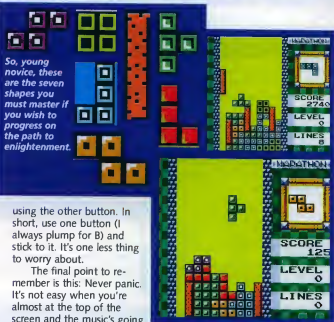 So, young
novice, these
are the seven
shapes you
must master if
you wish to
progress on
the path to
enlightenment.
MARATHON
SCORE
2740
LEVEL
0
LINES
8
using the other button. In
short, use one button (I
always plump for B) and
stick to it. It's one less thing
to worry about.
The final point to re-
member is this: Never panic.
It's not easy when you're
almost at the top of the
screen and the music's going
MARATHON
SCORE
125
LEVEL
0
LINES